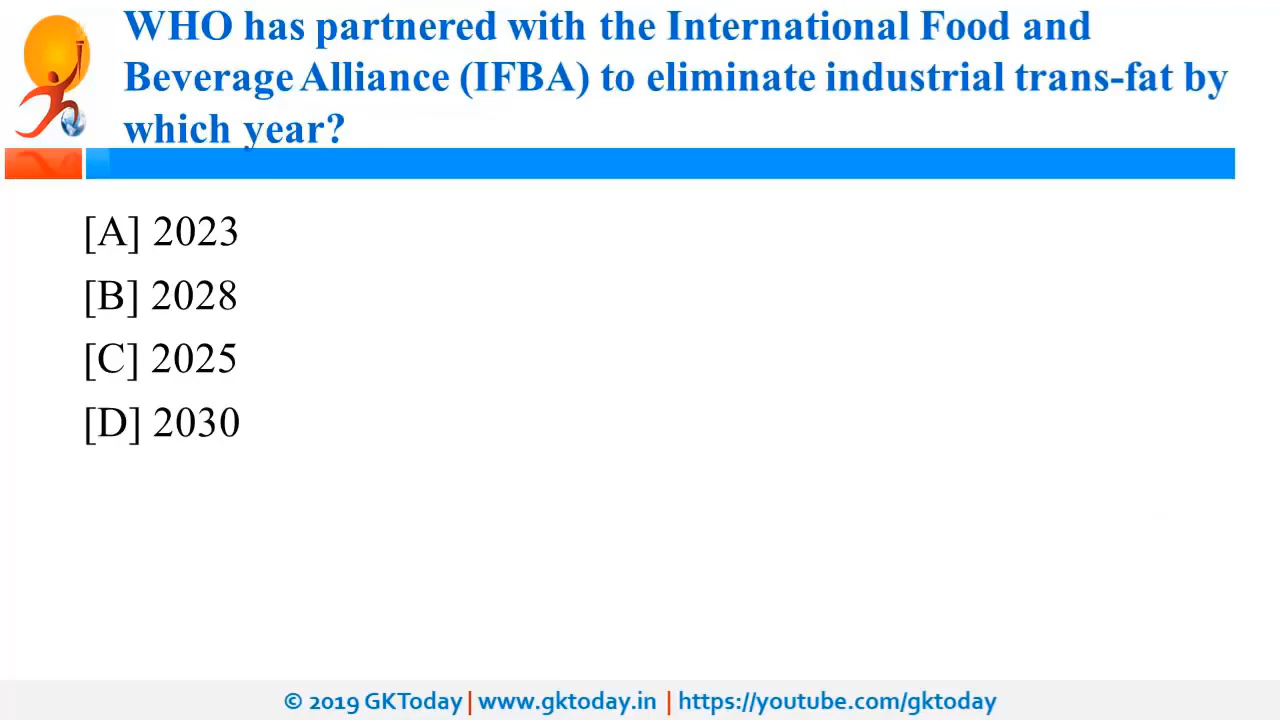 WHO has partnered with the International Food and
Beverage Alliance (IFBA) to eliminate industrial trans-fat by
which year?
[A] 2023
[B] 2028
[C] 2025
[D] 2030
© 2019 GKToday | www.gktoday.in | https://youtube.com/gktoday